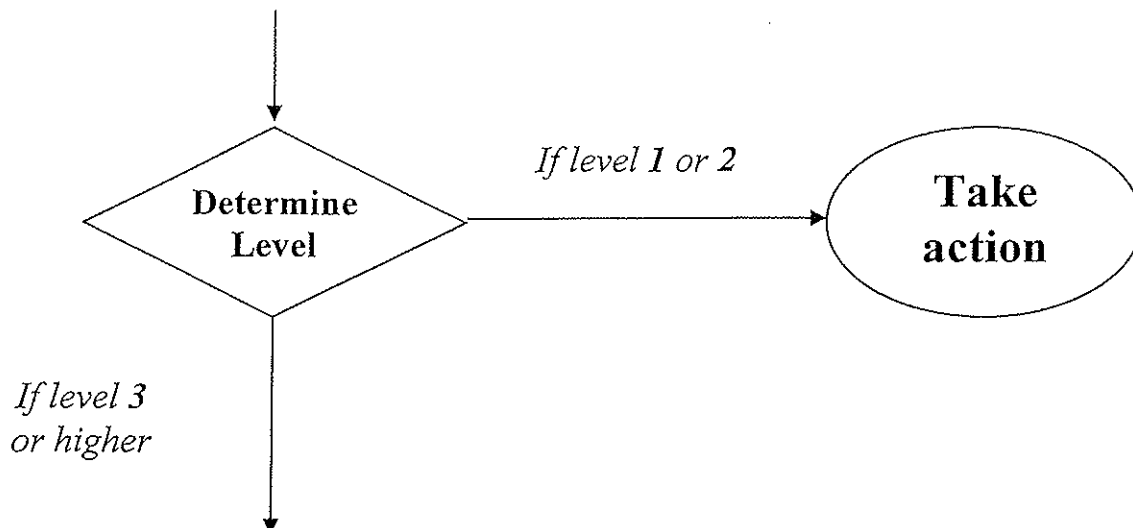 If level 1 or 2
Determine
Level
Take
action
If level 3
or higher